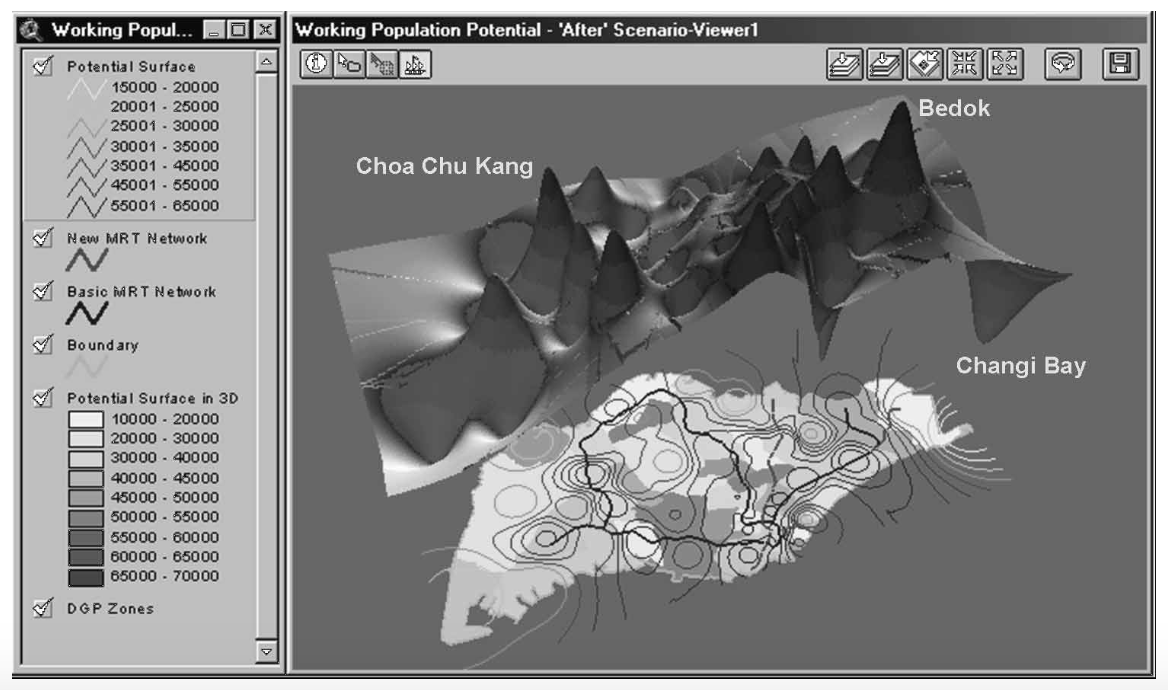 Working Popul...
Potential Surface
15000 - 20000
20001 - 25000
25001 - 30000
30001 - 35000
35001 - 45000
45001 - 55000
55001 - 65000
New MRT Network
Basic MRT Network
Boundary
Potential Surface in 3D
10000 - 20000
20000 - 30000
30000 - 40000
40000 - 45000
45000 - 50000
50000 - 55000
55000 - 60000
60000 - 65000
65000 - 70000
DGP Zones
Working Population Potential - 'After' Scenario-Viewer1
Bedok
Choa Chu Kang
Changi Bay